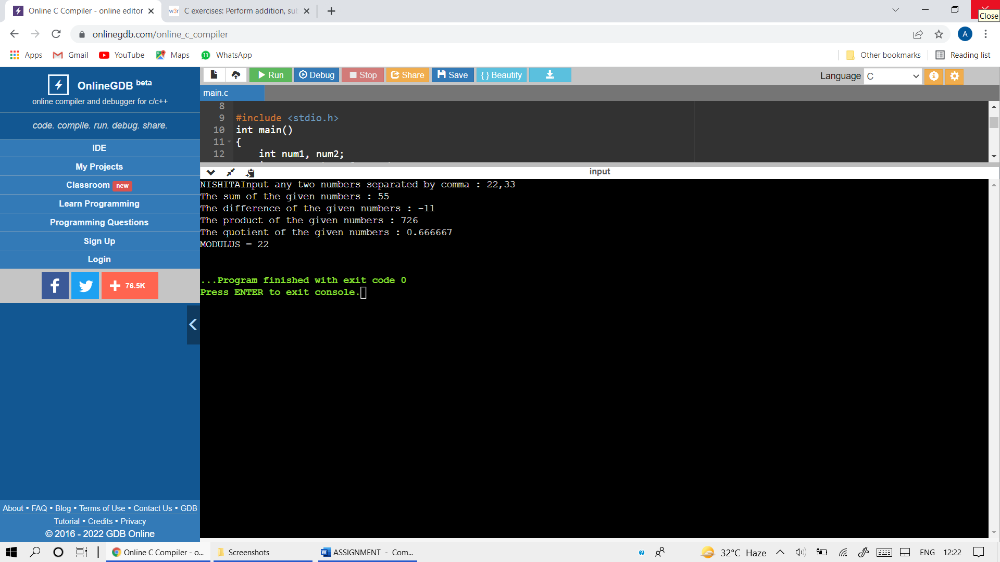 Online C Compiler - online editor
w3r C exercises: Perform addition, su
Close
onlinegdb.com/online_c_compiler
A
Apps Gmail YouTube Maps 11 WhatsApp Other bookmarks Reading list
OnlineGDB beta
online compiler and debugger for c/c++
code. compile. run. debug. share.
IDE
My Projects
Classroom new
Learn Programming
Programming Questions
Sign Up
Login
76.5K
About • FAQ • Blog • Terms of Use • Contact Us • GDB
Tutorial • Credits • Privacy
© 2016 - 2022 GDB Online
Run Debug Stop Share Save { } Beautify Language C
main.c
8
9 #include <stdio.h>
10 int main()
11 {
12 int num1, num2;
input
NISHITAInput any two numbers separated by comma : 22,33
The sum of the given numbers : 55
The difference of the given numbers : -11
The product of the given numbers : 726
The quotient of the given numbers : 0.666667
MODULUS = 22
...Program finished with exit code 0
Press ENTER to exit console.
Online C Compiler - o... Screenshots ASSIGNMENT - Com... 32°C Haze ENG 12:22